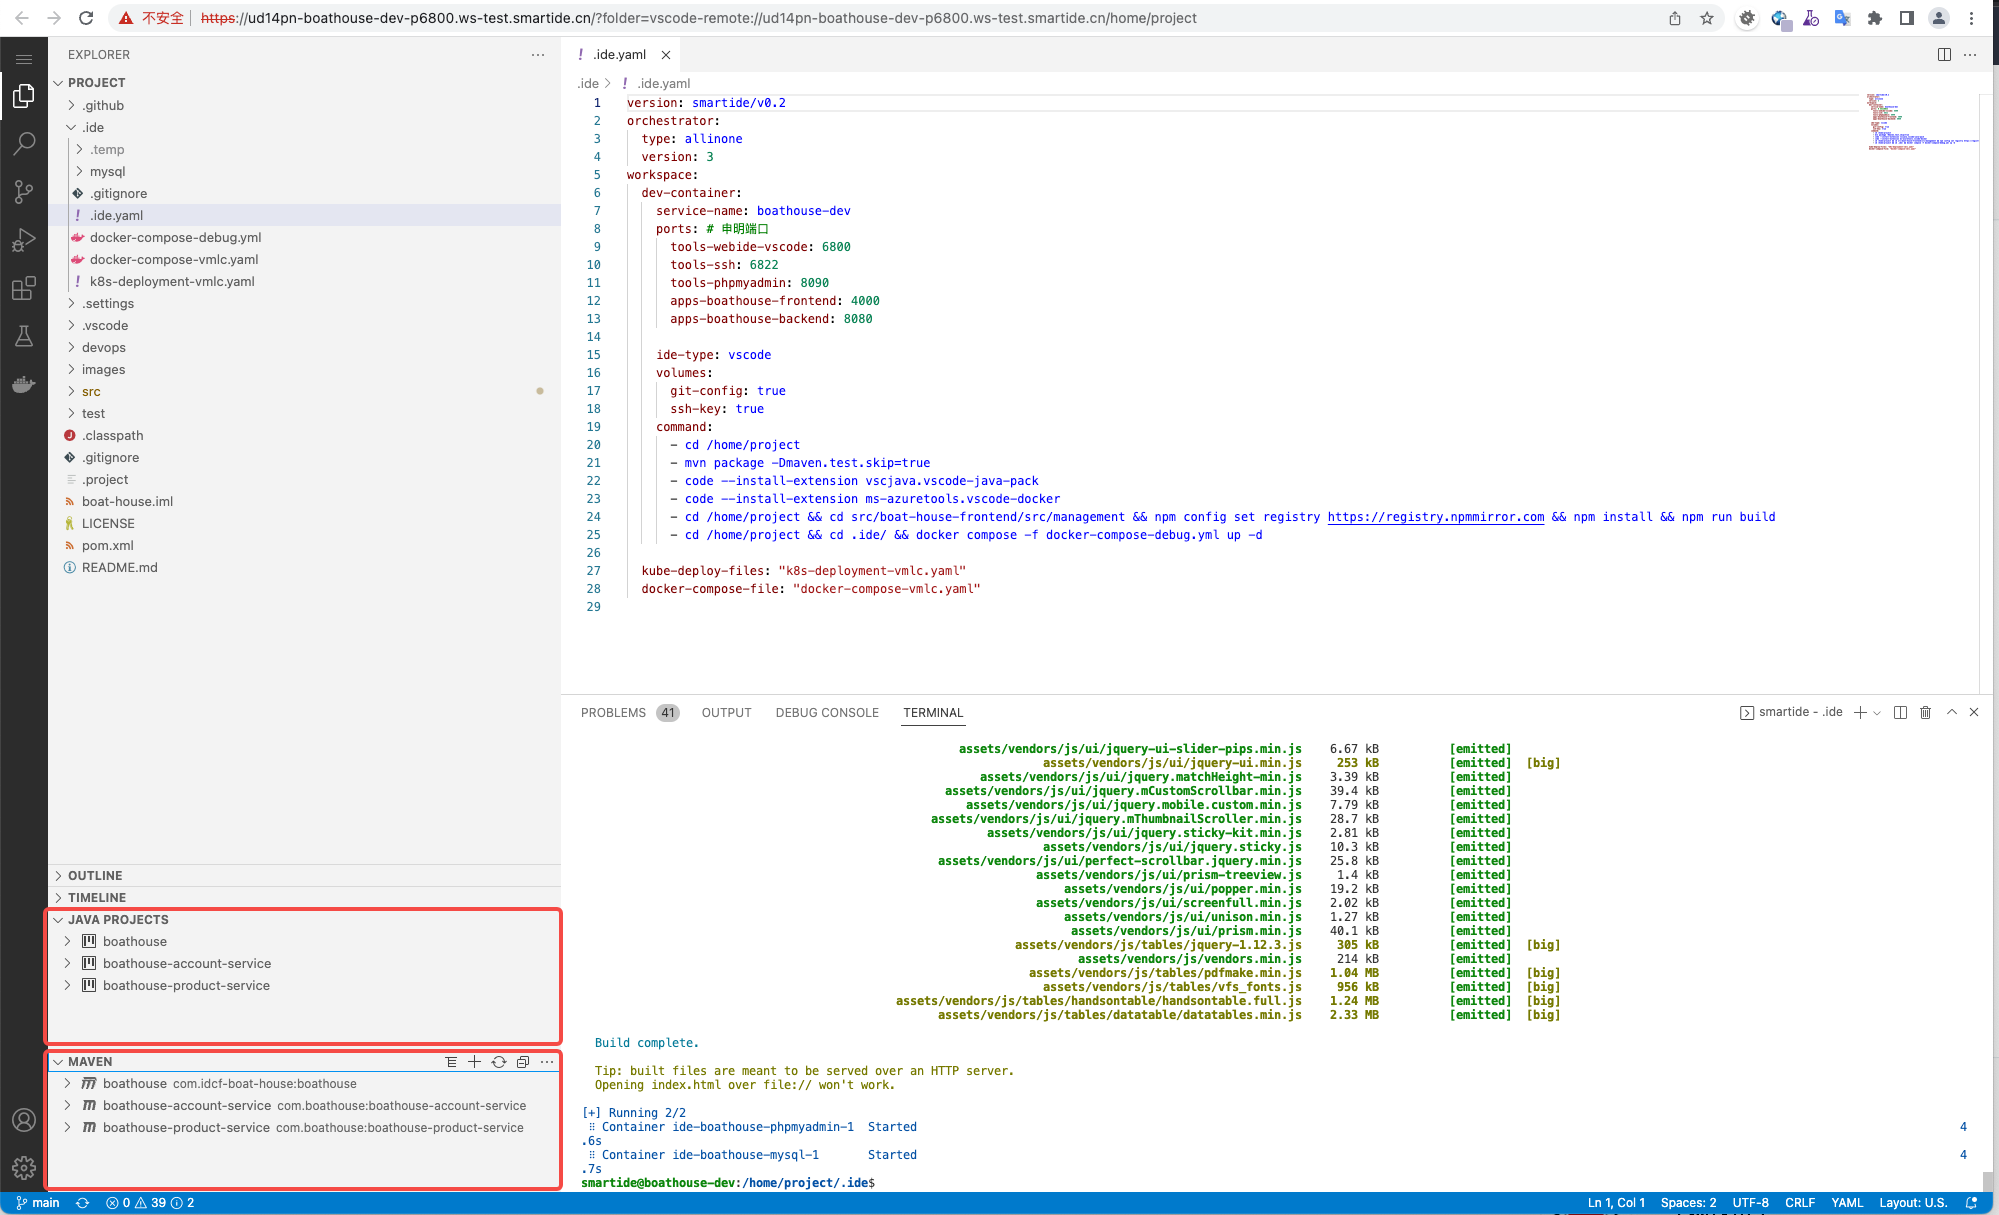 不安全 https://ud14pn-boathouse-dev-p6800.ws-test.smartide.cn/?folder=vscode-remote://ud14pn-boathouse-dev-p6800.ws-test.smartide.cn/home/project
EXPLORER
PROJECT
.github
.ide
.temp
mysql
.gitignore
.ide.yaml
docker-compose-debug.yml
docker-compose-vmlc.yaml
k8s-deployment-vmlc.yaml
.settings
.vscode
devops
images
src
test
.classpath
.gitignore
.project
boat-house.iml
LICENSE
pom.xml
README.md
OUTLINE
TIMELINE
JAVA PROJECTS
boathouse
boathouse-account-service
boathouse-product-service
MAVEN
boathouse com.idcf-boat-house:boathouse
boathouse-account-service com.boathouse:boathouse-account-service
boathouse-product-service com.boathouse:boathouse-product-service
.ide.yaml
.ide > .ide.yaml
1 version: smartide/v0.2
2 orchestrator:
3 type: allinone
4 version: 3
5 workspace:
6 dev-container:
7 service-name: boathouse-dev
8 ports: # 申明端口
9 tools-webide-vscode: 6800
10 tools-ssh: 6822
11 tools-phpmyadmin: 8090
12 apps-boathouse-frontend: 4000
13 apps-boathouse-backend: 8080
14
15 ide-type: vscode
16 volumes:
17 git-config: true
18 ssh-key: true
19 command:
20 - cd /home/project
21 - mvn package -Dmaven.test.skip=true
22 - code --install-extension vscjava.vscode-java-pack
23 - code --install-extension ms-azuretools.vscode-docker
24 - cd /home/project && cd src/boat-house-frontend/src/management && npm config set registry https://registry.npmmirror.com && npm install && npm run build
25 - cd /home/project && cd .ide/ && docker compose -f docker-compose-debug.yml up -d
26
27 kube-deploy-files: "k8s-deployment-vmlc.yaml"
28 docker-compose-file: "docker-compose-vmlc.yaml"
29
PROBLEMS 41 OUTPUT DEBUG CONSOLE TERMINAL smartide - .ide
assets/vendors/js/ui/jquery-ui-slider-pips.min.js 6.67 kB [emitted]
assets/vendors/js/ui/jquery-ui.min.js 253 kB [emitted] [big]
assets/vendors/js/ui/jquery.matchHeight-min.js 3.39 kB [emitted]
assets/vendors/js/ui/jquery.mCustomScrollbar.min.js 39.4 kB [emitted]
assets/vendors/js/ui/jquery.mobile.custom.min.js 7.79 kB [emitted]
assets/vendors/js/ui/jquery.mThumbnailScroller.min.js 28.7 kB [emitted]
assets/vendors/js/ui/jquery.sticky-kit.min.js 2.81 kB [emitted]
assets/vendors/js/ui/jquery.sticky.js 10.3 kB [emitted]
assets/vendors/js/ui/perfect-scrollbar.jquery.min.js 25.8 kB [emitted]
assets/vendors/js/ui/prism-treeview.js 1.4 kB [emitted]
assets/vendors/js/ui/popper.min.js 19.2 kB [emitted]
assets/vendors/js/ui/screenfull.min.js 2.02 kB [emitted]
assets/vendors/js/ui/unison.min.js 1.27 kB [emitted]
assets/vendors/js/ui/prism.min.js 40.1 kB [emitted]
assets/vendors/js/tables/jquery-1.12.3.js 305 kB [emitted] [big]
assets/vendors/js/vendors.min.js 214 kB [emitted]
assets/vendors/js/tables/pdfmake.min.js 1.04 MB [emitted] [big]
assets/vendors/js/tables/vfs_fonts.js 956 kB [emitted] [big]
assets/vendors/js/tables/handsontable/handsontable.full.js 1.24 MB [emitted] [big]
assets/vendors/js/tables/datatable/datatables.min.js 2.33 MB [emitted] [big]
Build complete.
Tip: built files are meant to be served over an HTTP server.
Opening index.html over file:// won't work.
[+] Running 2/2
Container ide-boathouse-phpmyadmin-1 Started 4
.6s
Container ide-boathouse-mysql-1 Started 4
.7s
smartide@boathouse-dev:/home/project/.ide$
main 0 39 2 Ln 1, Col 1 Spaces: 2 UTF-8 CRLF YAML Layout: U.S.